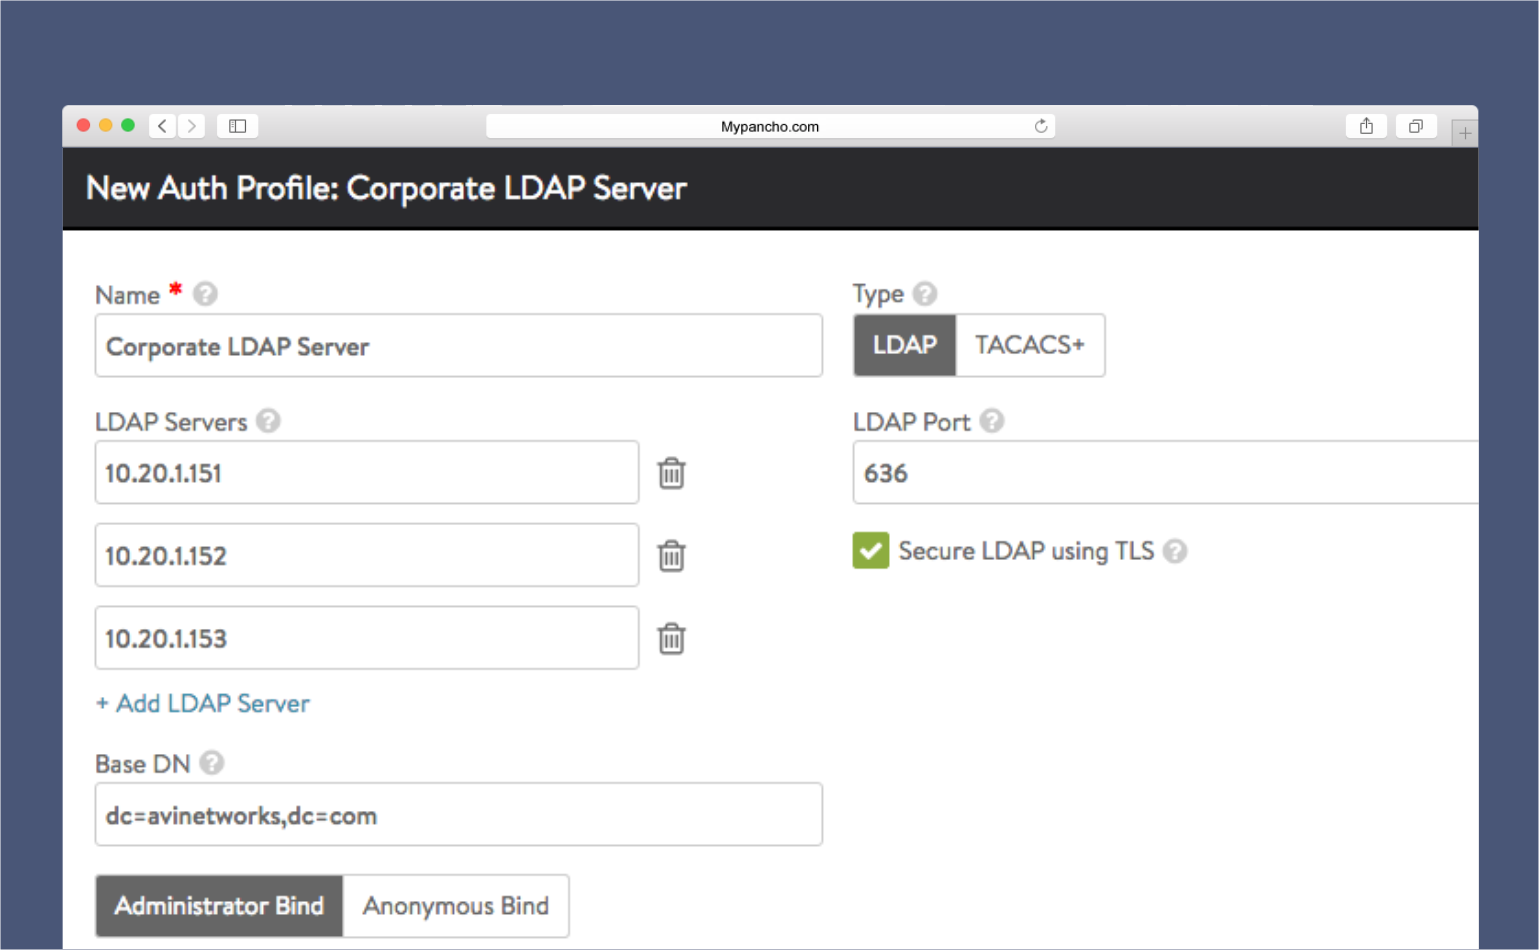 Mypancho.com
New Auth Profile: Corporate LDAP Server
Name * ?
Corporate LDAP Server
Type ?
LDAP TACACS+
LDAP Servers ?
10.20.1.151
10.20.1.152
10.20.1.153
+ Add LDAP Server
LDAP Port ?
636
Secure LDAP using TLS ?
Base DN ?
dc=avinetworks,dc=com
Administrator Bind Anonymous Bind